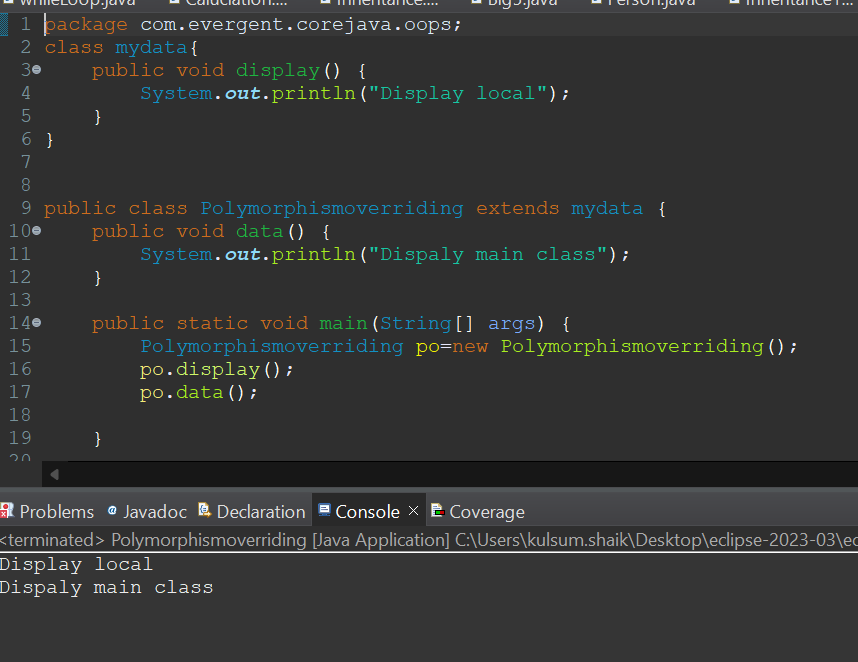 whileLoop.java Calduciation.... Inheritance.... Big3.java Person.java Inheritance1...
1 package com.evergent.corejava.oops;
2 class mydata{
3 public void display() {
4 System.out.println("Display local");
5 }
6 }
7
8
9 public class Polymorphismoverriding extends mydata {
10 public void data() {
11 System.out.println("Dispaly main class");
12 }
13
14 public static void main(String[] args) {
15 Polymorphismoverriding po=new Polymorphismoverriding();
16 po.display();
17 po.data();
18
19 }
20
Problems @ Javadoc Declaration Console × Coverage
<terminated> Polymorphismoverriding [Java Application] C:\Users\kulsum.shaik\Desktop\eclipse-2023-03\ec
Display local
Dispaly main class